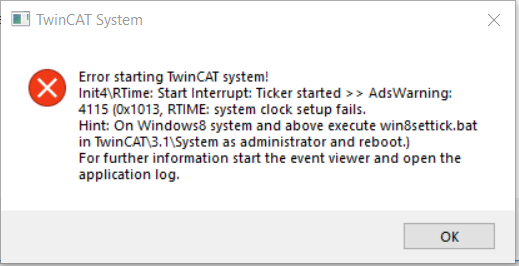 TwinCAT System
Error starting TwinCAT system!
Init4\RTime: Start Interrupt: Ticker started >> AdsWarning:
4115 (0x1013, RTIME: system clock setup fails.
Hint: On Windows8 system and above execute win8settick.bat
in TwinCAT\3.1\System as administrator and reboot.)
For further information start the event viewer and open the
application log.
OK